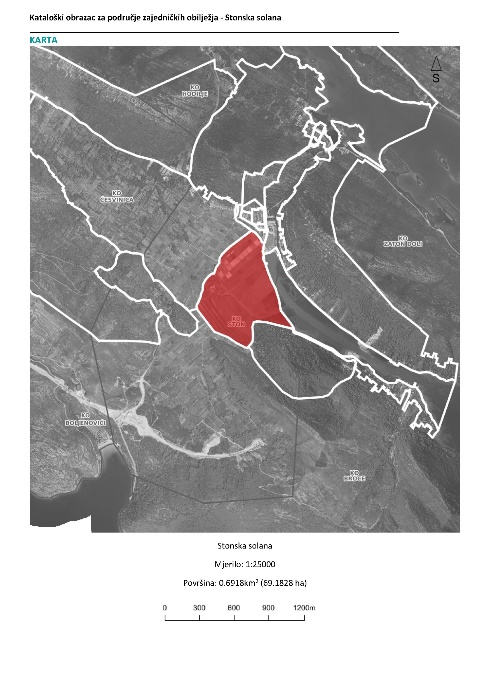 Kataloški obrazac za područje zajedničkih obilježja - Stonska solana
KARTA
S
KO
HODILJE
KO
ČESVINICA
KO
ZATON DOLI
KO
STON
KO
BOLJENOVIĆI
KO
BROCE
Stonska solana
Mjerilo: 1:25000
Površina: 0.6918km² (69.1828 ha)
0 300 600 900 1200m